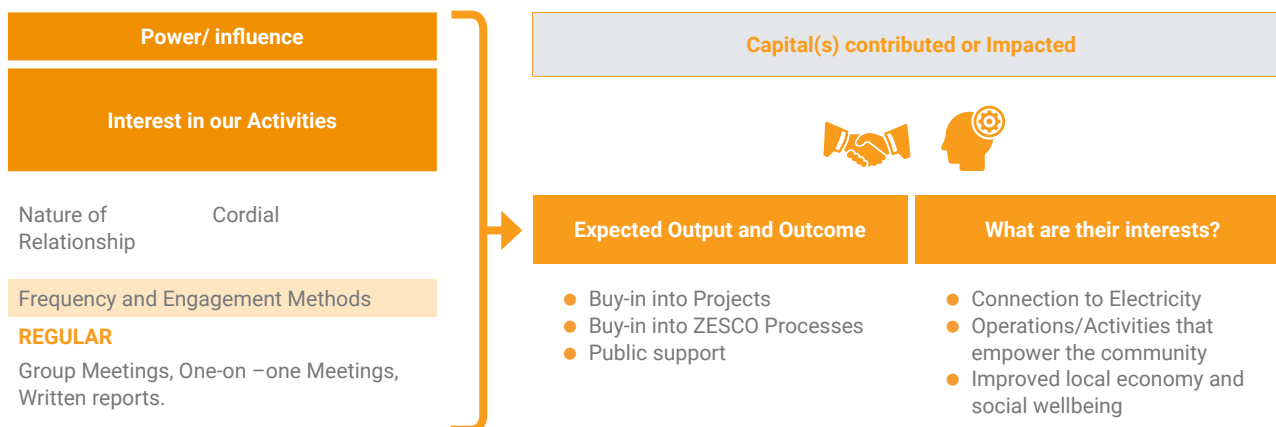 Power/ influence
Interest in our Activities
Nature of
Relationship
Cordial
Frequency and Engagement Methods
REGULAR
Group Meetings, One-on –one Meetings,
Written reports.
Capital(s) contributed or Impacted
Expected Output and Outcome
Buy-in into Projects
Buy-in into ZESCO Processes
Public support
What are their interests?
Connection to Electricity
Operations/Activities that
empower the community
Improved local economy and
social wellbeing